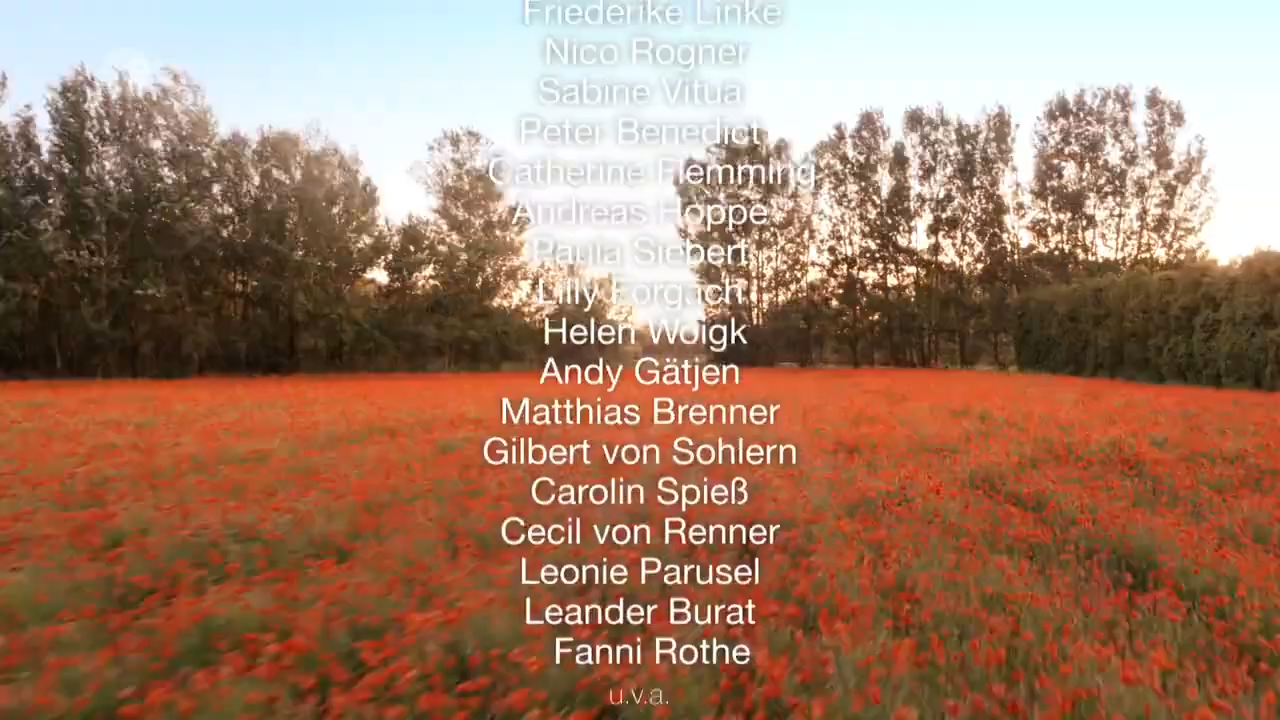 Friederike Linke
Nico Rogner
Sabine Vitua
Peter Benedict
Catherine Flemming
Andreas Hoppe
Paula Siebert
Lilly Forgách
Helen Woigk
Andy Gätjen
Matthias Brenner
Gilbert von Sohlern
Carolin Spieß
Cecil von Renner
Leonie Parusel
Leander Burat
Fanni Rothe
u.v.a.